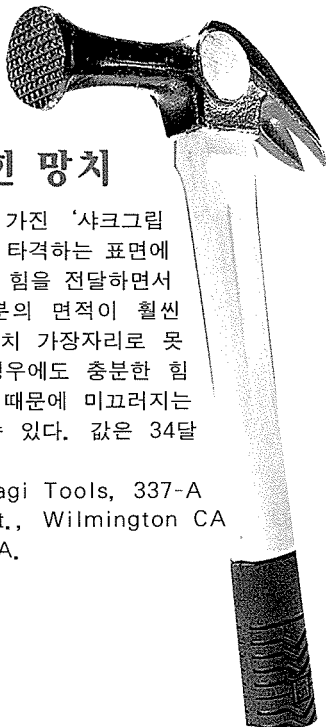 힌 망치
가진 ‘샤크그립
타격하는 표면에
힘을 전달하면서
분의 면적이 훨씬
치 가장자리로 못
경우에도 충분한 힘
때문에 미끄러지는
있다. 값은 34달
agi Tools, 337-A
t., Wilmington CA
A.